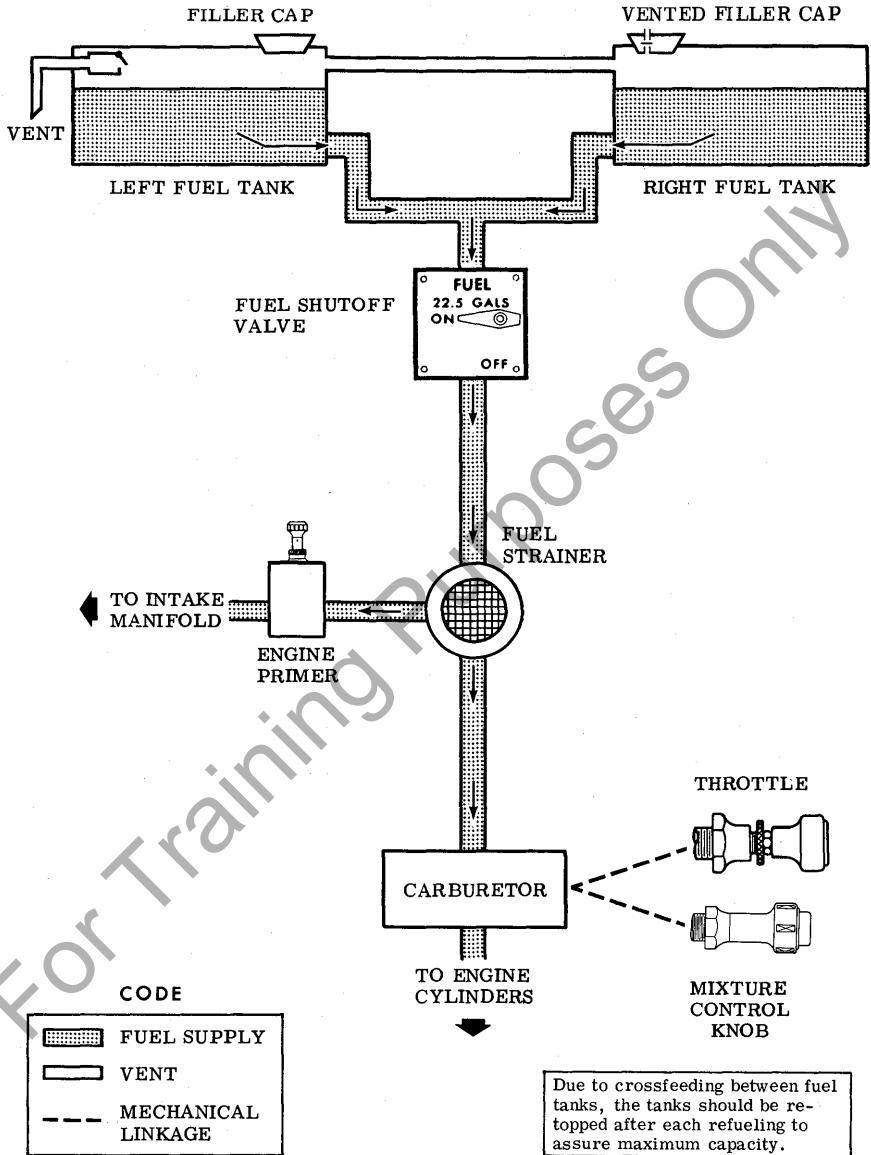 FILLER CAP
VENTED FILLER CAP
VENT
LEFT FUEL TANK
RIGHT FUEL TANK
FUEL SHUTOFF
VALVE
FUEL
22.5 GALS
ON
OFF
FUEL
STRAINER
TO INTAKE
MANIFOLD
ENGINE
PRIMER
THROTTLE
CARBURETOR
TO ENGINE
CYLINDERS
MIXTURE
CONTROL
KNOB
CODE
FUEL SUPPLY
VENT
MECHANICAL
LINKAGE
Due to crossfeeding between fuel
tanks, the tanks should be re-
topped after each refueling to
assure maximum capacity.
For Training Purposes Only